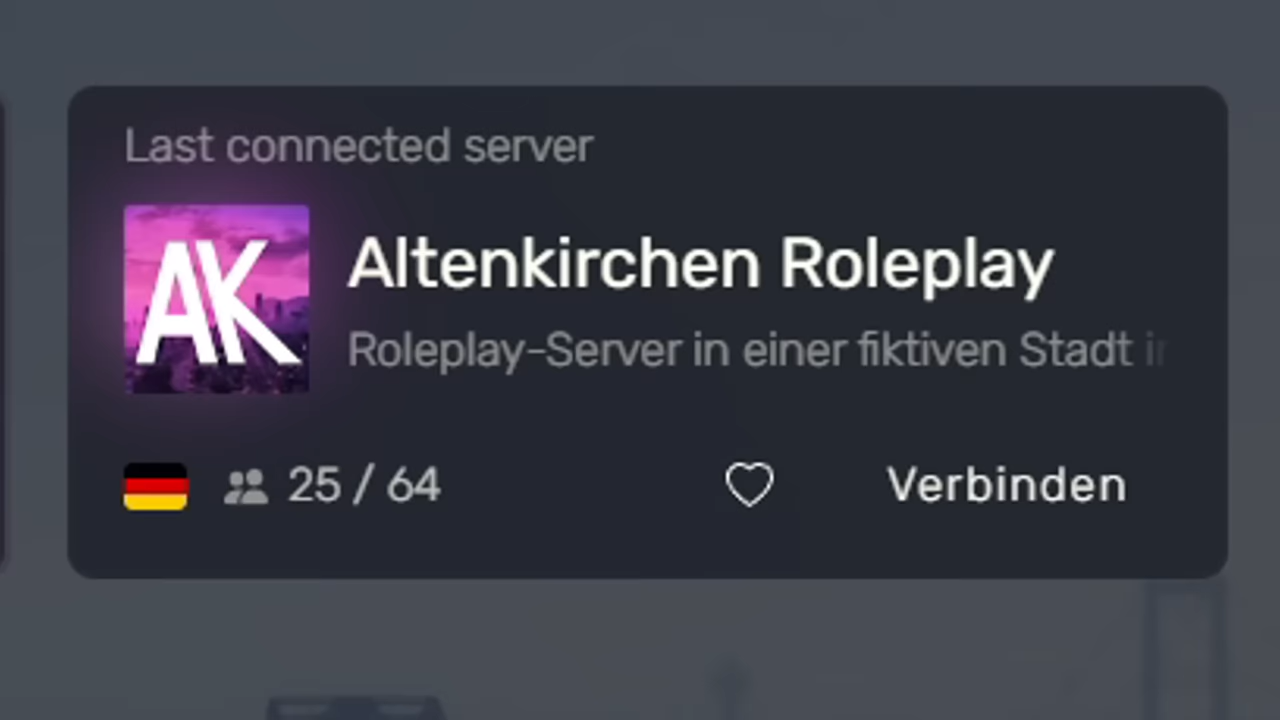 Last connected server
AK
Altenkirchen Roleplay
Roleplay-Server in einer fiktiven Stadt
25 / 64
Verbinden